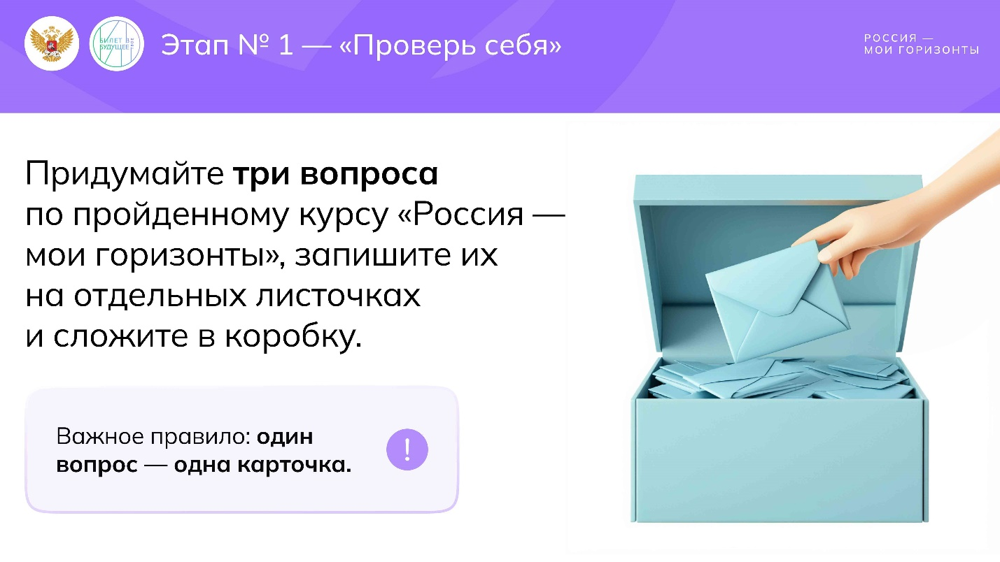 БИЛЕТ В
БУДУЩЕЕ
Этап № 1 — «Проверь себя»
РОССИЯ —
МОИ ГОРИЗОНТЫ
Придумайте три вопроса
по пройденному курсу «Россия —
мои горизонты», запишите их
на отдельных листочках
и сложите в коробку.
Важное правило: один
вопрос — одна карточка.
!